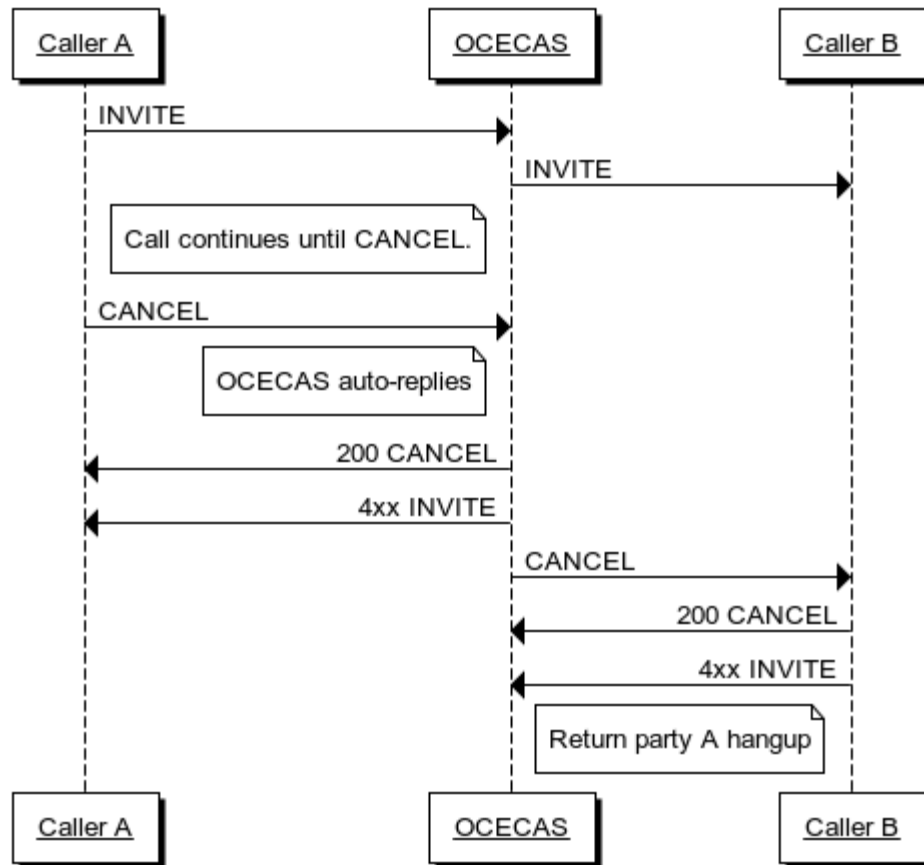 Caller A
OCECAS
Caller B
INVITE
INVITE
Call continues until CANCEL.
CANCEL
OCECAS auto-replies
200 CANCEL
4xx INVITE
CANCEL
200 CANCEL
4xx INVITE
Return party A hangup
Caller A
OCECAS
Caller B